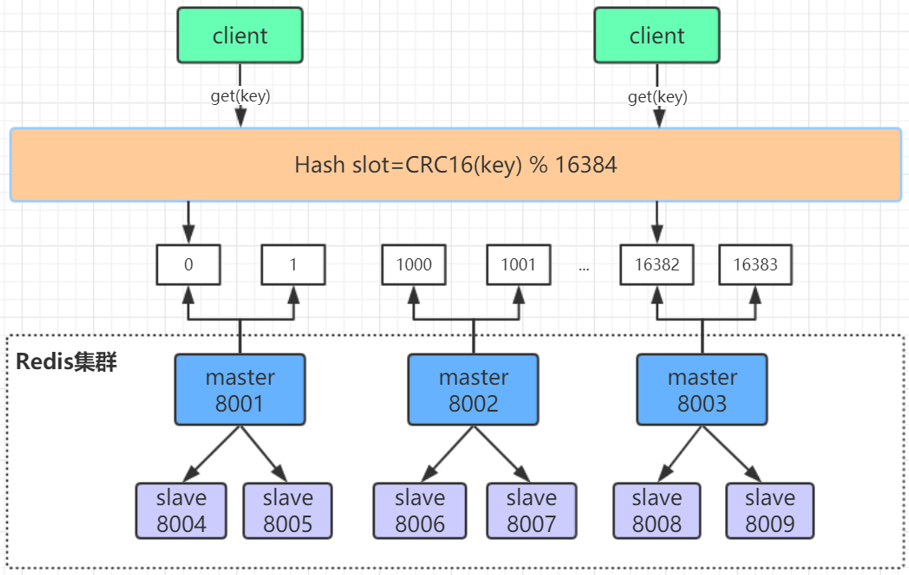 client
client
get(key)
get(key)
Hash slot=CRC16(key) % 16384
0
1
1000
1001
...
16382
16383
Redis集群
master
8001
master
8002
master
8003
slave
8004
slave
8005
slave
8006
slave
8007
slave
8008
slave
8009